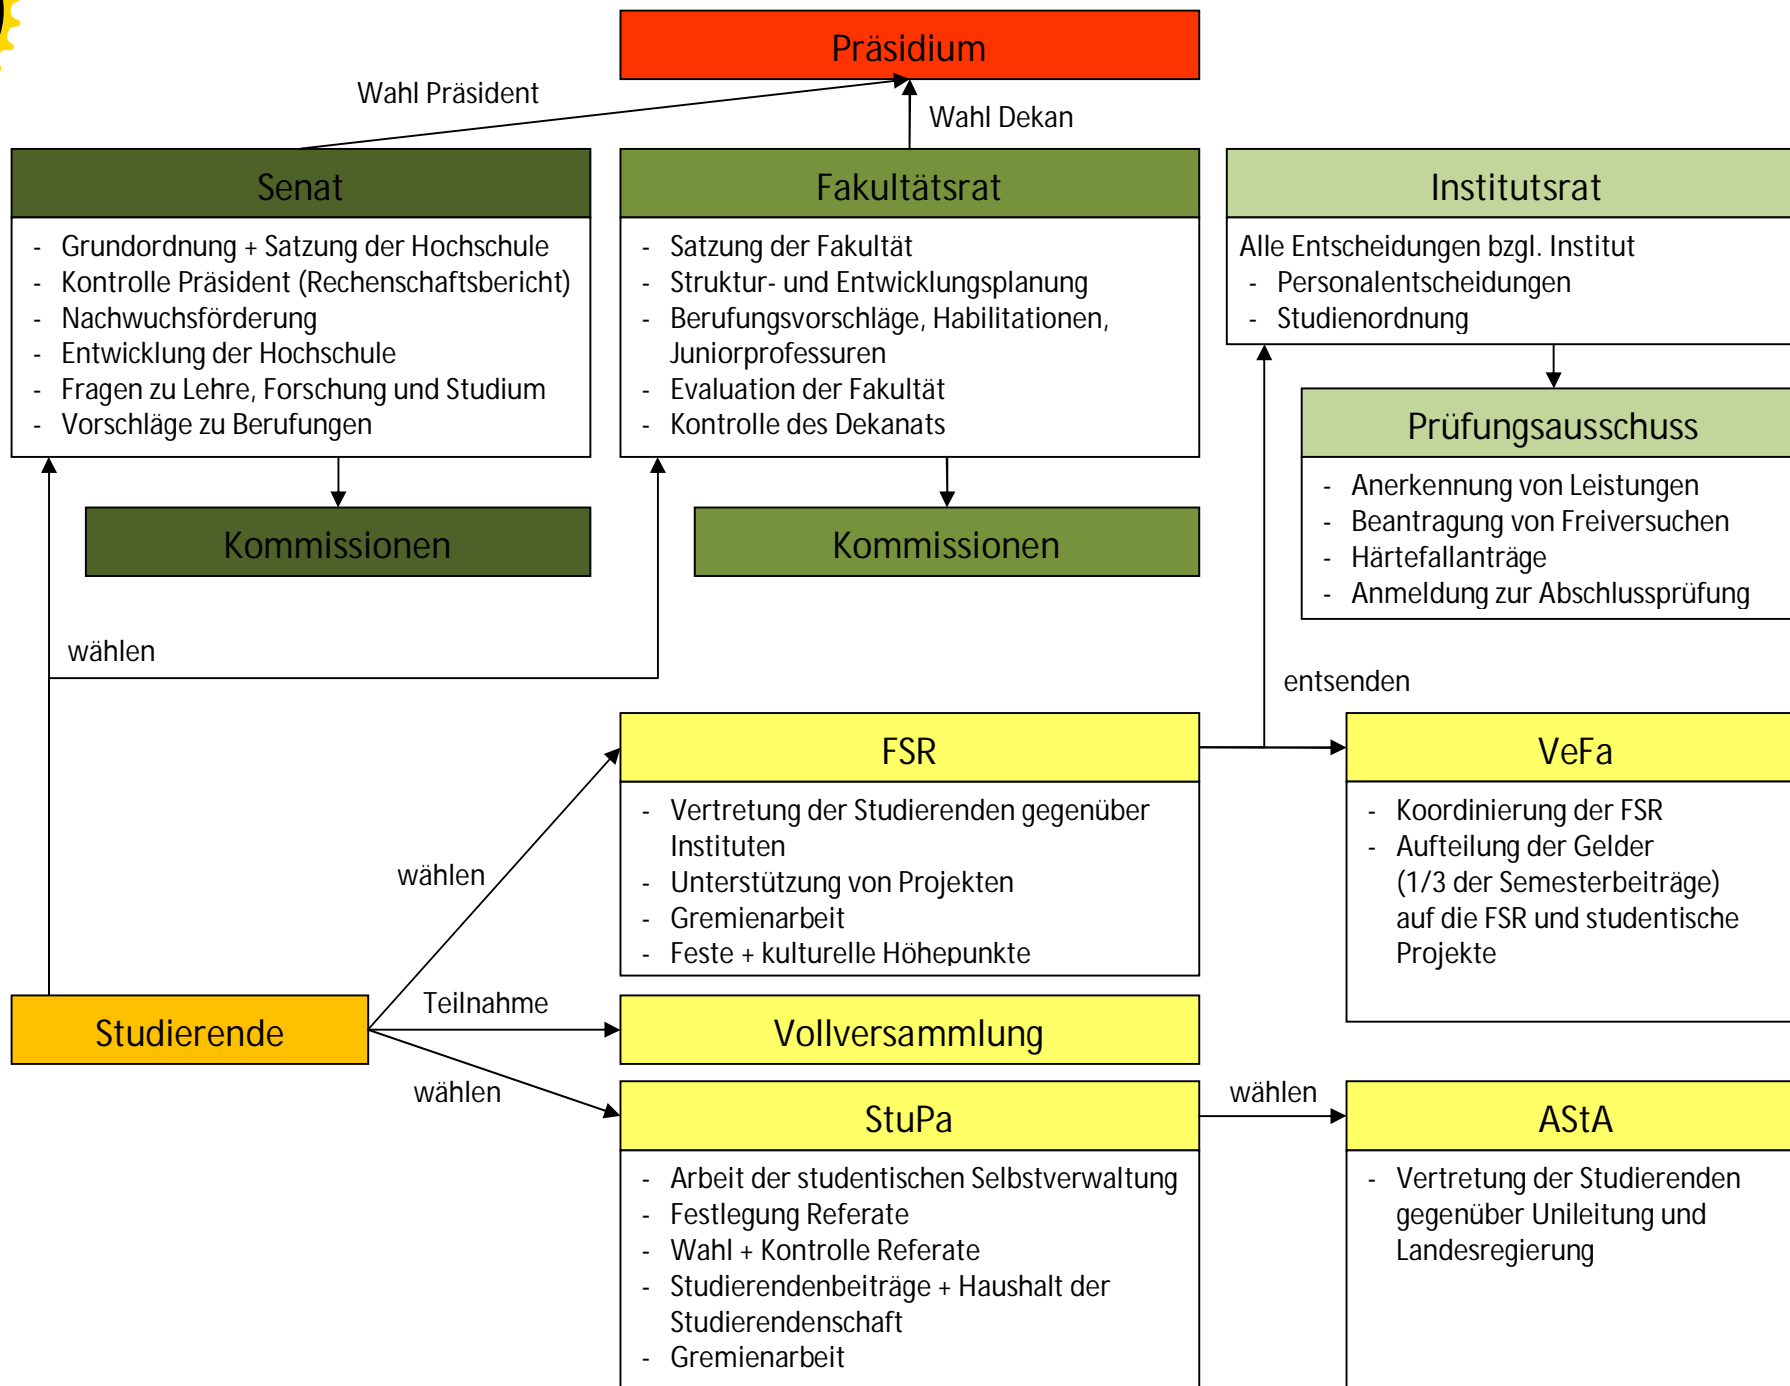 Präsidium
Wahl Präsident
Wahl Dekan
Senat
- Grundordnung + Satzung der Hochschule
- Kontrolle Präsident (Rechenschaftsbericht)
- Nachwuchsförderung
- Entwicklung der Hochschule
- Fragen zu Lehre, Forschung und Studium
- Vorschläge zu Berufungen
Kommissionen
Fakultätsrat
- Satzung der Fakultät
- Struktur- und Entwicklungsplanung
- Berufungsvorschläge, Habilitationen,
Juniorprofessuren
- Evaluation der Fakultät
- Kontrolle des Dekanats
Kommissionen
Institutsrat
Alle Entscheidungen bzgl. Institut
- Personalentscheidungen
- Studienordnung
Prüfungsausschuss
- Anerkennung von Leistungen
- Beantragung von Freiversuchen
- Härtefallanträge
- Anmeldung zur Abschlussprüfung
wählen
entsenden
FSR
- Vertretung der Studierenden gegenüber
Instituten
- Unterstützung von Projekten
- Gremienarbeit
- Feste + kulturelle Höhepunkte
VeFa
- Koordinierung der FSR
- Aufteilung der Gelder
(1/3 der Semesterbeiträge)
auf die FSR und studentische
Projekte
wählen
Studierende
Teilnahme
Vollversammlung
wählen
StuPa
- Arbeit der studentischen Selbstverwaltung
- Festlegung Referate
- Wahl + Kontrolle Referate
- Studierendenbeiträge + Haushalt der
Studierendenschaft
- Gremienarbeit
wählen
AStA
- Vertretung der Studierenden
gegenüber Unileitung und
Landesregierung